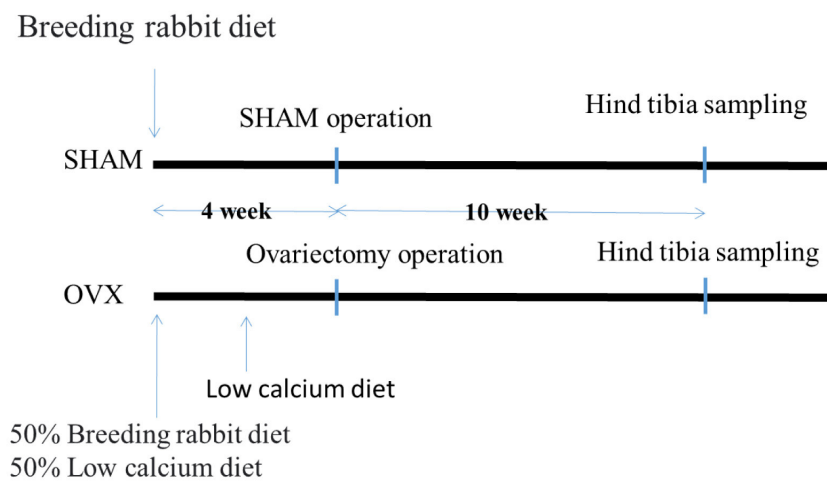 Breeding rabbit diet
SHAM operation
Hind tibia sampling
SHAM
4 week
10 week
Ovariectomy operation
Hind tibia sampling
OVX
Low calcium diet
50% Breeding rabbit diet
50% Low calcium diet